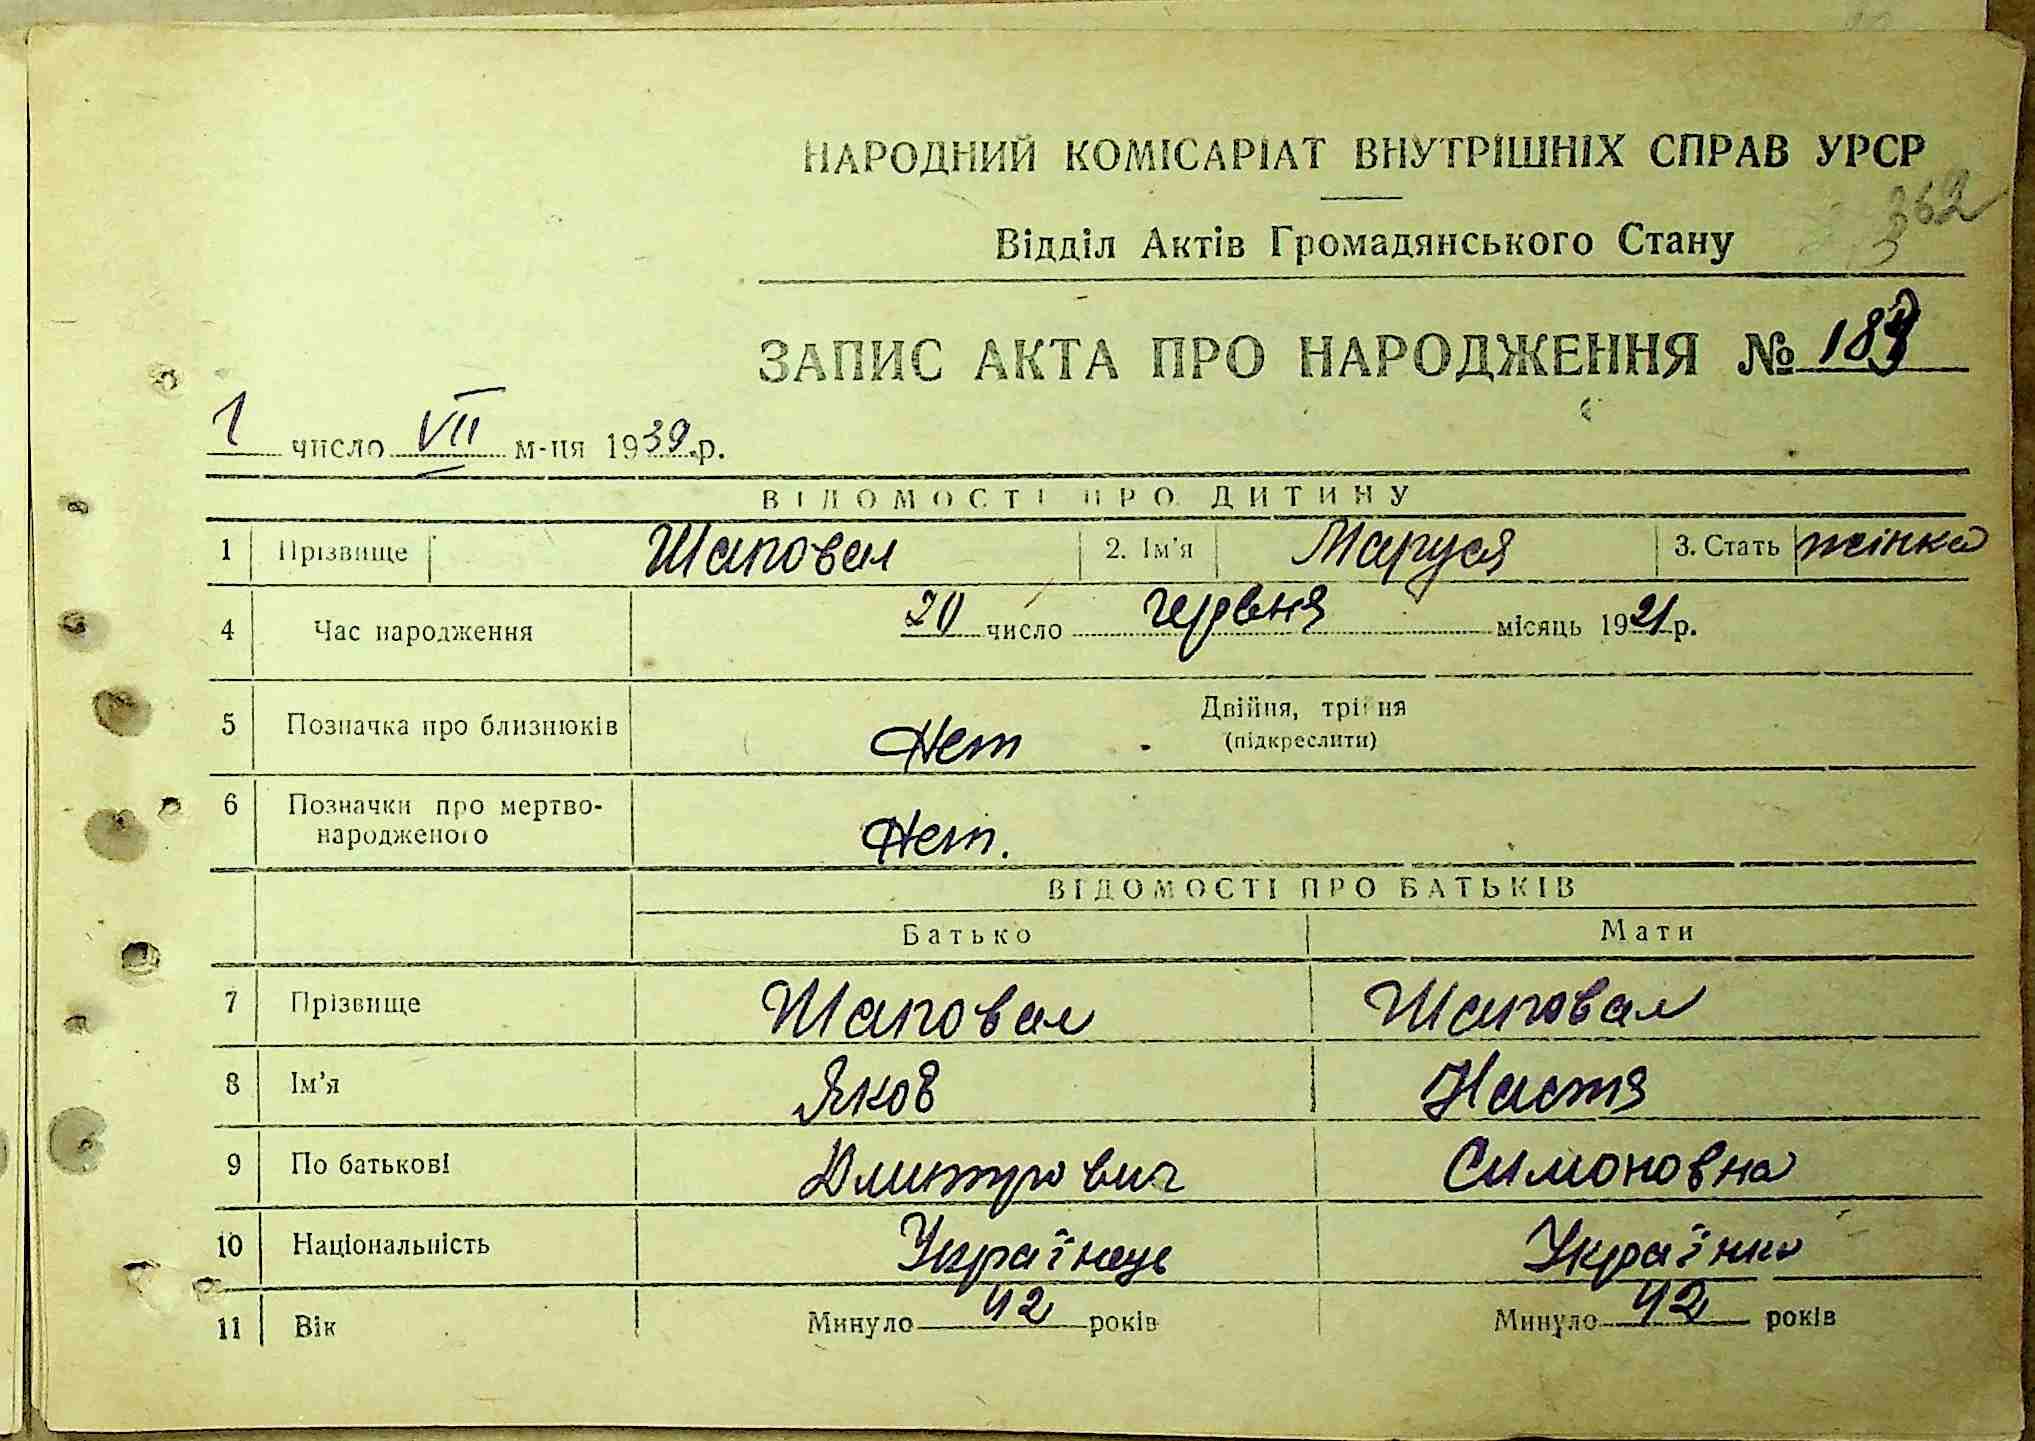 НАРОДНИЙ КОМІСАРІАТ ВНУТРІШНІХ СПРАВ УРСР
362
Відділ Актів Громадянського Стану
ЗАПИС АКТА ПРО НАРОДЖЕННЯ №
1 число VII м-ця 1939 р.
ВІДОМОСТІ ПРО ДИТИНУ
1 Прізвище Шаповал 2. Ім'я Маруся 3. Стать жінка
4 Час народження 20 число червня місяць 1921 р.
5 Позначка про близнюків Нет Двійня, трійня
(підкреслити)
6 Позначки про мертво-
народженого Нет.
ВІДОМОСТІ ПРО БАТЬКІВ
Батько Мати
7 Прізвище Шаповал Шаповал
8 Ім'я Яков Настя
9 По батькові Дмитрович Симоновна
10 Національність Українець Українка
11 Вік Минуло 42 років Минуло 42 років